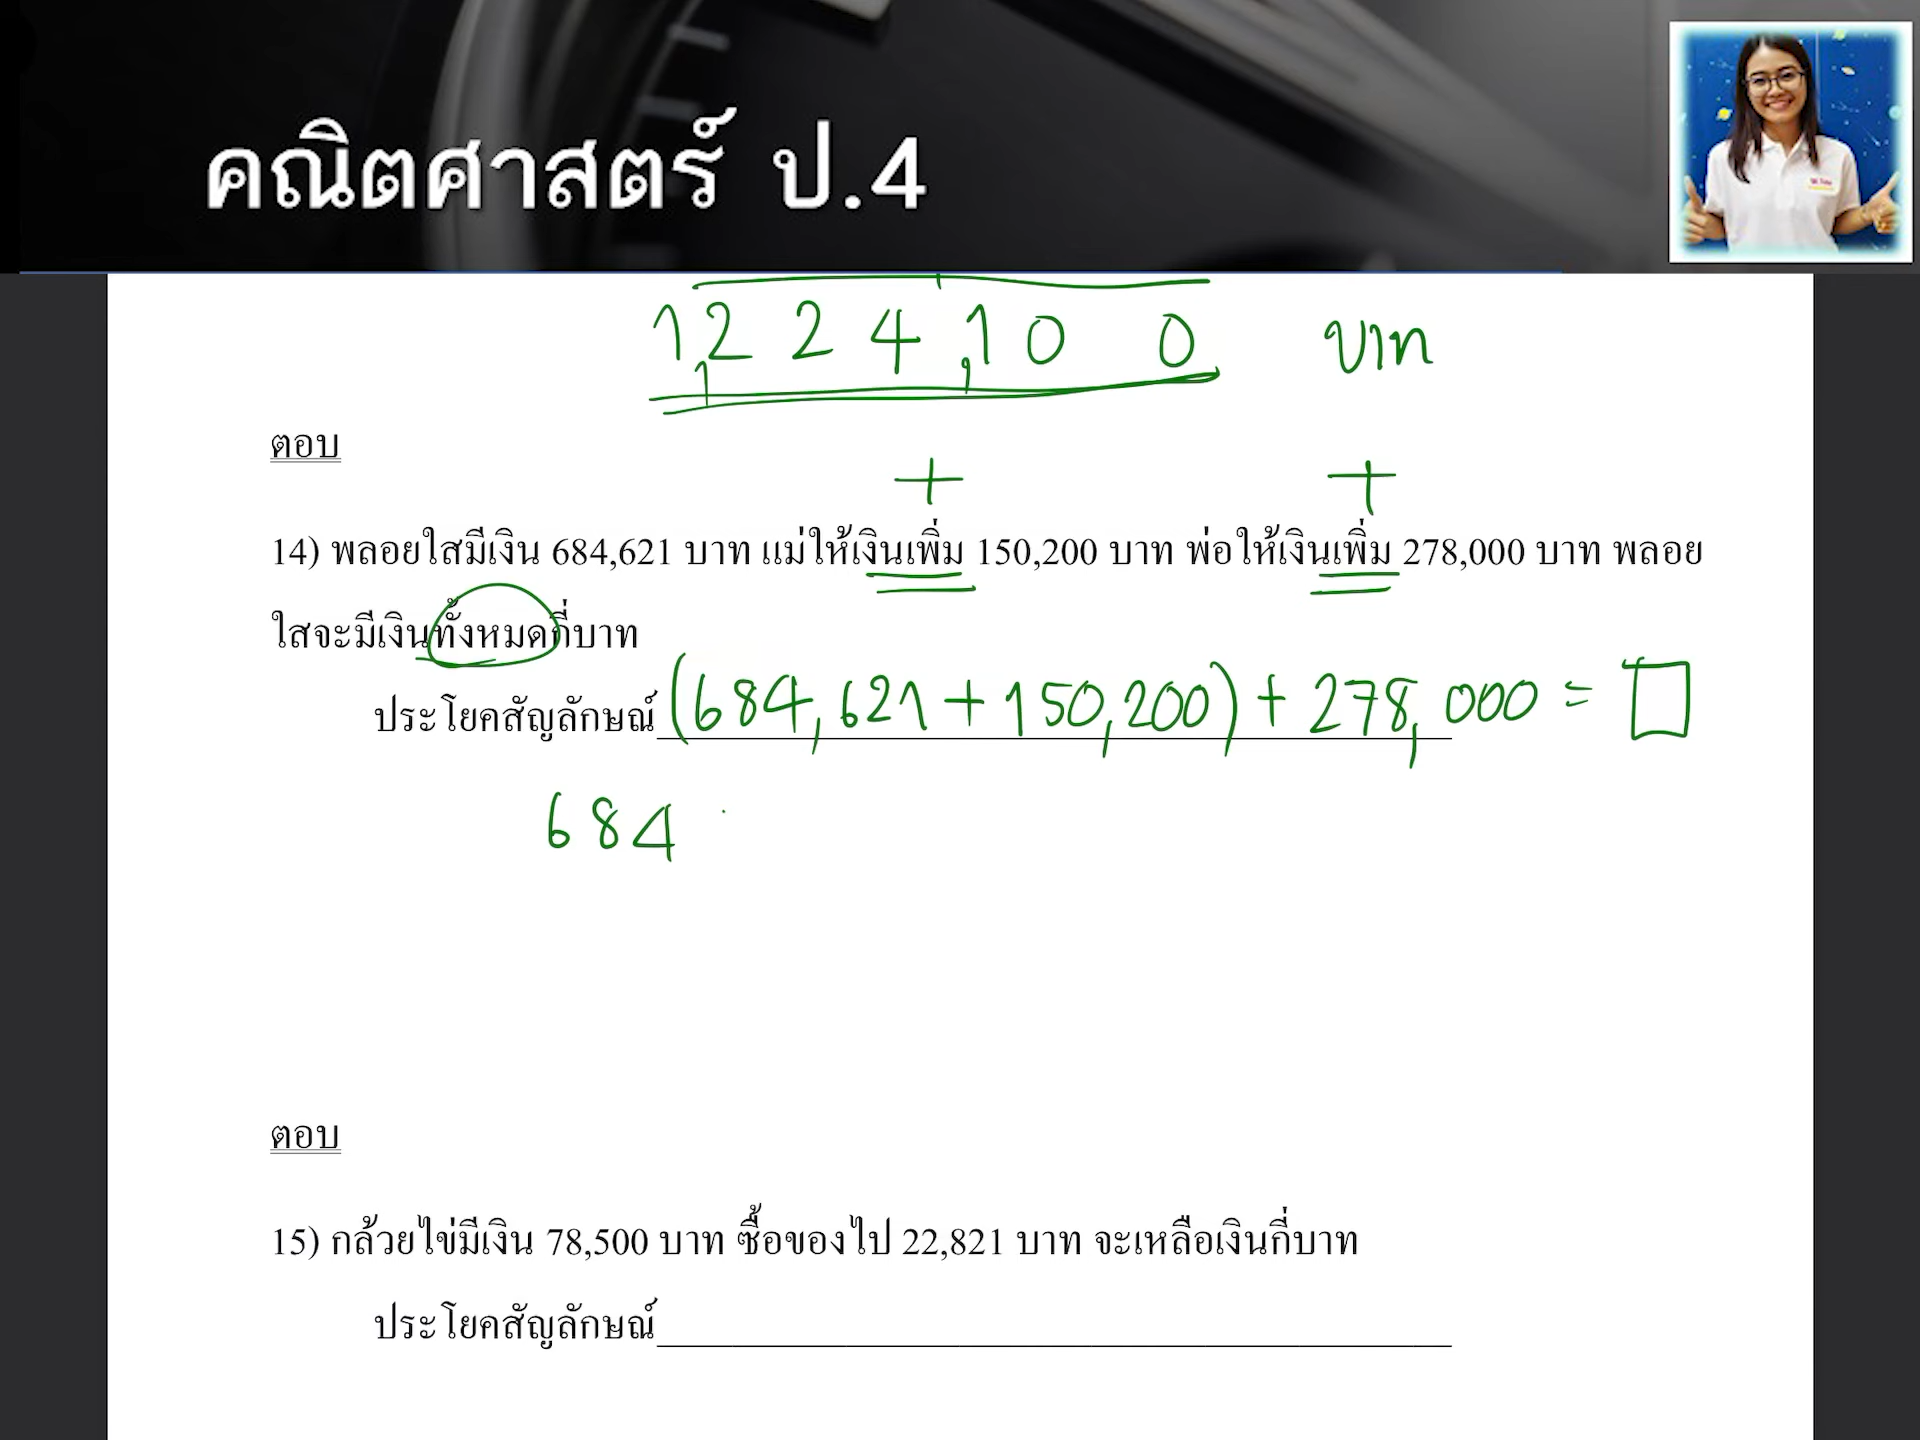 คณิตศาสตร์ ป.4
1,224,100 บาท
ตอบ
+ +
14) พลอยใสมีเงิน 684,621 บาท แม่ให้เงินเพิ่ม 150,200 บาท พ่อให้เงินเพิ่ม 278,000 บาท พลอย
ใสจะมีเงินทั้งหมดกี่บาท
ประโยคสัญลักษณ์ (684,621 + 150,200) + 278,000 = □
684
ตอบ
15) กล้วยไข่มีเงิน 78,500 บาท ซื้อของไป 22,821 บาท จะเหลือเงินกี่บาท
ประโยคสัญลักษณ์